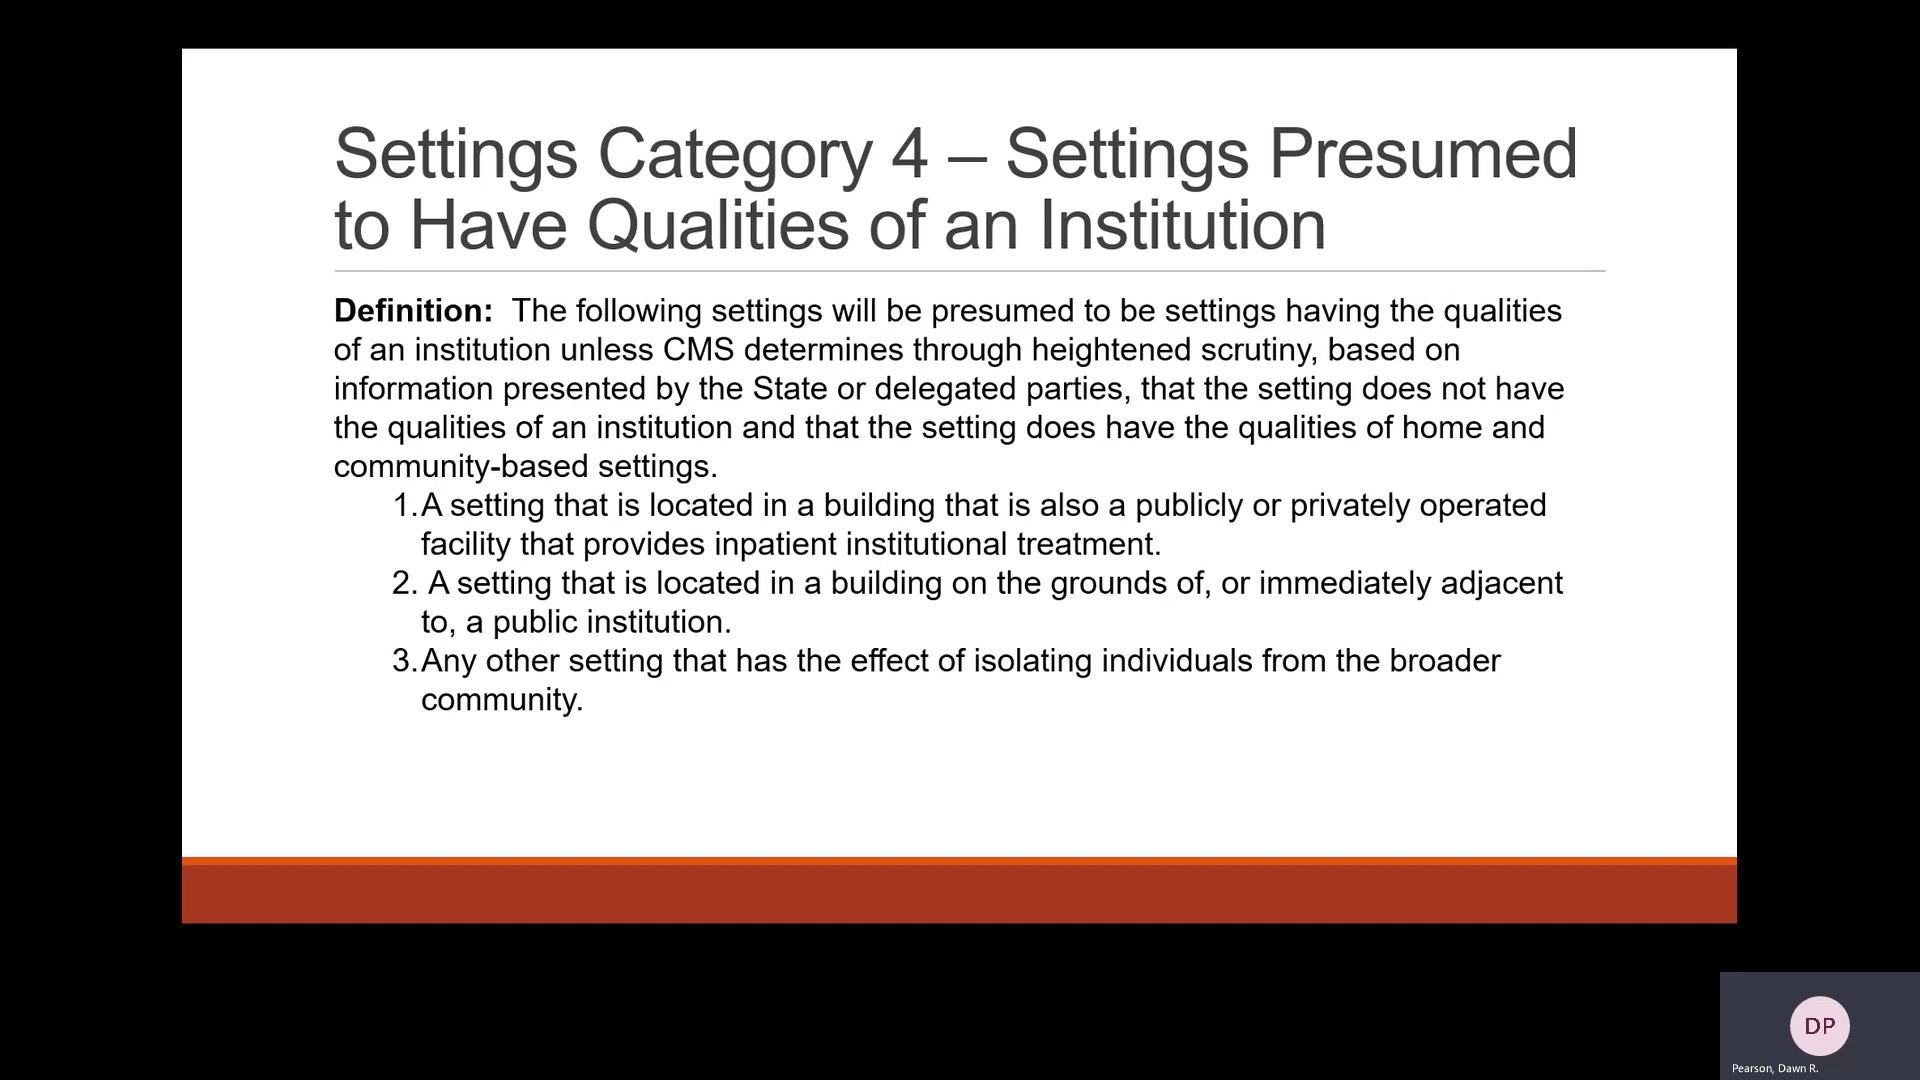 Settings Category 4 – Settings Presumed
to Have Qualities of an Institution
Definition: The following settings will be presumed to be settings having the qualities
of an institution unless CMS determines through heightened scrutiny, based on
information presented by the State or delegated parties, that the setting does not have
the qualities of an institution and that the setting does have the qualities of home and
community-based settings.
1. A setting that is located in a building that is also a publicly or privately operated
facility that provides inpatient institutional treatment.
2. A setting that is located in a building on the grounds of, or immediately adjacent
to, a public institution.
3. Any other setting that has the effect of isolating individuals from the broader
community.
DP
Pearson, Dawn R.